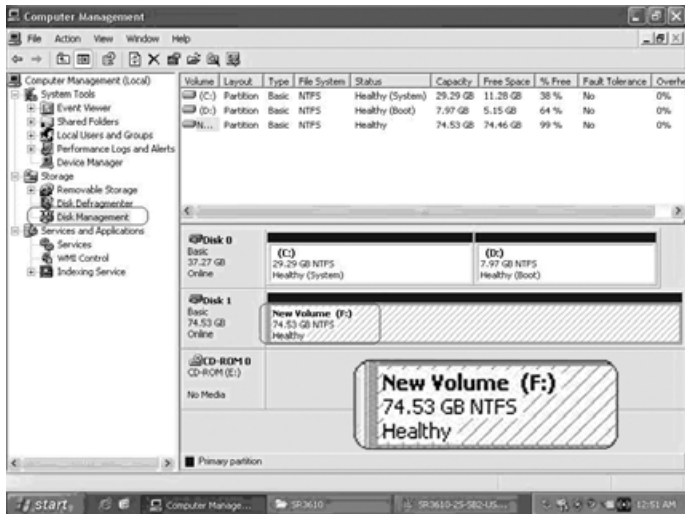 Computer Management
File Action View Window Help
Computer Management (Local)
System Tools
Event Viewer
Shared Folders
Local Users and Groups
Performance Logs and Alerts
Device Manager
Storage
Removable Storage
Disk Defragmenter
Disk Management
Services and Applications
Services
WMI Control
Indexing Service
Volume Layout Type File System Status Capacity Free Space % Free Fault Tolerance Overhe
(C:) Partition Basic NTFS Healthy (System) 29.29 GB 11.28 GB 38 % No 0%
(D:) Partition Basic NTFS Healthy (Boot) 7.97 GB 5.15 GB 64 % No 0%
N... Partition Basic NTFS Healthy 74.53 GB 74.46 GB 99 % No 0%
Disk 0
Basic
37.27 GB
Online
(C:)
29.29 GB NTFS
Healthy (System)
(D:)
7.97 GB NTFS
Healthy (Boot)
Disk 1
Basic
74.53 GB
Online
New Volume (F:)
74.53 GB NTFS
Healthy
CD-ROM 0
CD-ROM (E:)
No Media
New Volume (F:)
74.53 GB NTFS
Healthy
Primary partition
start Computer Manage... SR3610 SR3610-2S-SB2-US... 12:51 AM